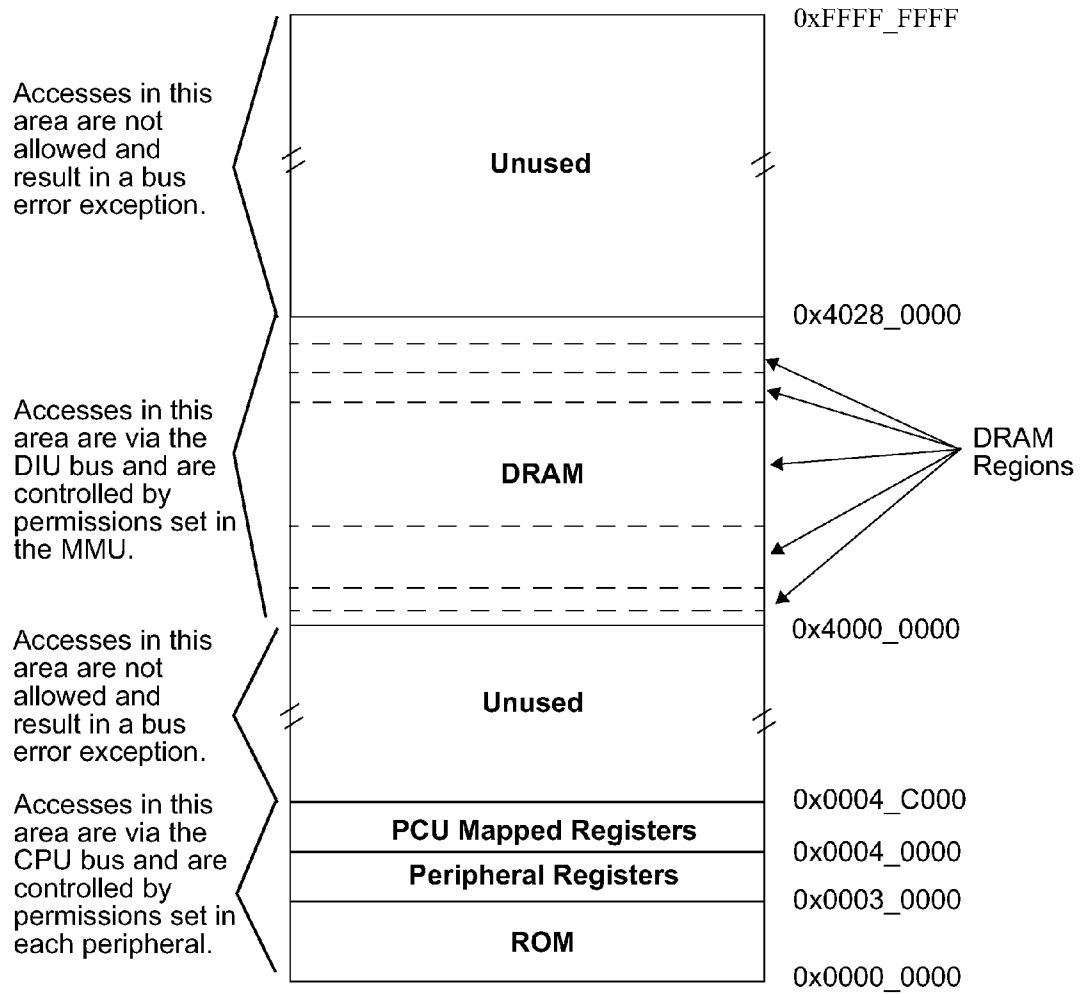 0xFFFF_FFFF
Accesses in this
area are not
allowed and
result in a bus
error exception.
Unused
0x4028_0000
Accesses in this
area are via the
DIU bus and are
controlled by
permissions set in
the MMU.
DRAM
DRAM
Regions
0x4000_0000
Accesses in this
area are not
allowed and
result in a bus
error exception.
Unused
0x0004_C000
Accesses in this
area are via the
CPU bus and are
controlled by
permissions set in
each peripheral.
PCU Mapped Registers
0x0004_0000
Peripheral Registers
0x0003_0000
ROM
0x0000_0000